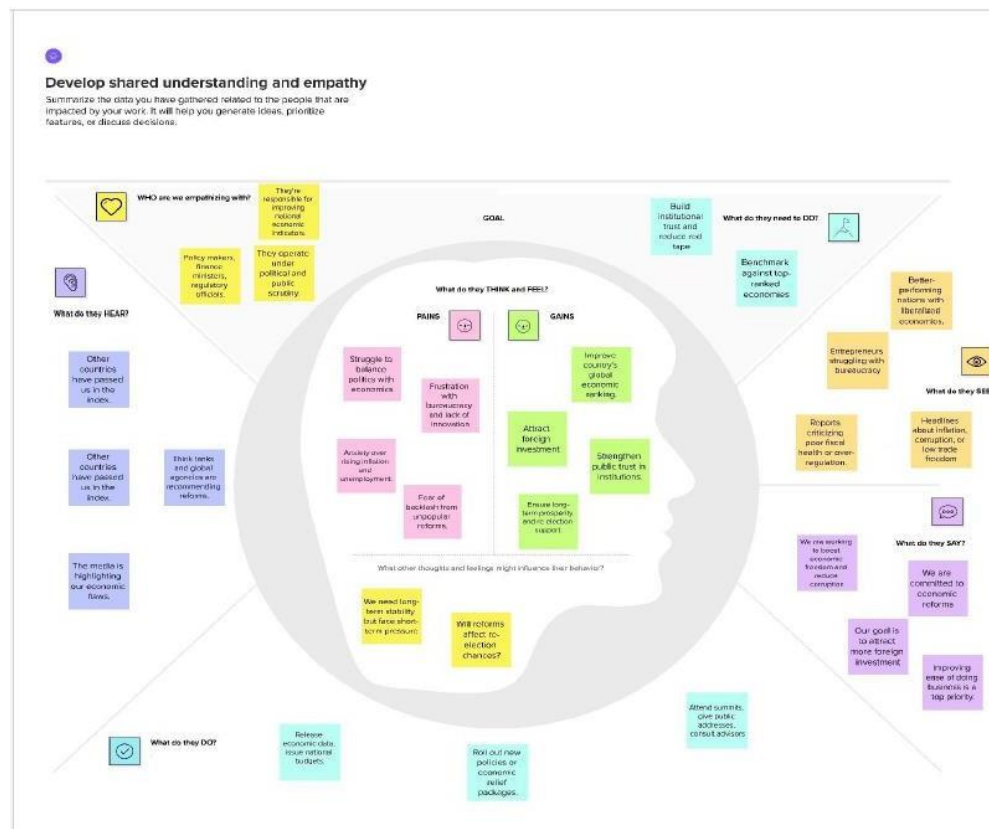 Develop shared understanding and empathy
Summarize the data you have gathered related to the people that are
impacted by your work. It will help you generate ideas, prioritize
features, or discuss decisions.
WHO are we empathizing with?
They're
responsible for
improving
national
economic
indicators.
Policy makers,
finance
ministers,
regulatory
officials.
They operate
under
political and
public
scrutiny.
GOAL
What do they need to DO?
Build
institutional
trust and
reduce red
tape
Benchmark
against top-
ranked
economies
What do they HEAR?
Other
countries
have passed
us in the
index.
Other
countries
have passed
us in the
index.
Think tanks
and global
agencies are
recommending
reforms.
The media is
highlighting
our economic
flaws.
What do they THINK and FEEL?
PAINS
Struggle to
balance
politics with
economics
Frustration
with
bureaucracy
and lack of
innovation
Anxiety over
rising inflation
and
unemployment.
Fear of
backlash from
unpopular
reforms.
GAINS
Improve
country's
global
economic
ranking.
Attract
foreign
investment
Strengthen
public trust in
institutions.
Ensure long-
term prosperity
and re election
support
What other thoughts and feelings might influence their behavior?
We need long-
term stability
but face short-
term pressure
Will reforms
affect re-
election
chances?
Better-
performing
nations with
liberalized
economies.
Entrepreneurs
struggling with
bureaucracy
What do they SEE
Reports
criticizing
poor fiscal
health or over-
regulation.
Headlines
about inflation,
corruption, or
low trade
freedom
What do they SAY?
We are working
to boost
economic
freedom and
reduce
corruption
We are
committed to
economic
reforms
Our goal is
to attract
more foreign
investment
Improving
ease of doing
business is a
top priority.
What do they DO?
Release
economic data,
issue national
budgets.
Roll out new
policies or
economic
relief
packages.
Attend summits,
give public
addresses,
consult advisors